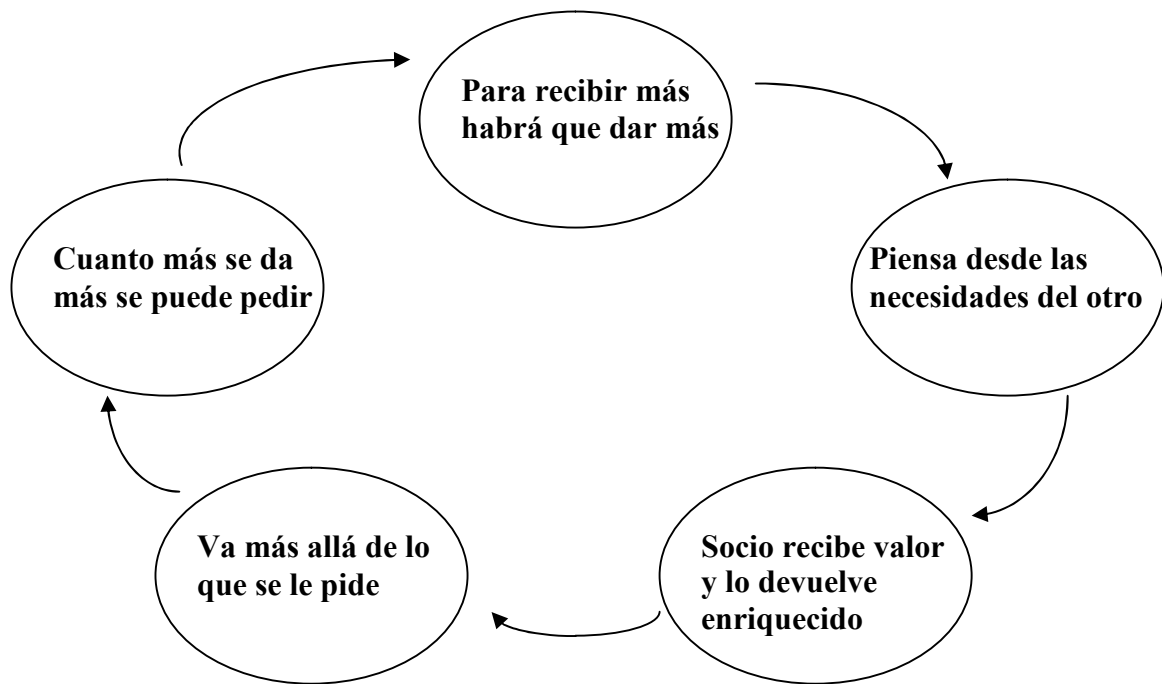 Para recibir más
habrá que dar más
Piensa desde las
necesidades del otro
Socio recibe valor
y lo devuelve
enriquecido
Va más allá de lo
que se le pide
Cuanto más se da
más se puede pedir